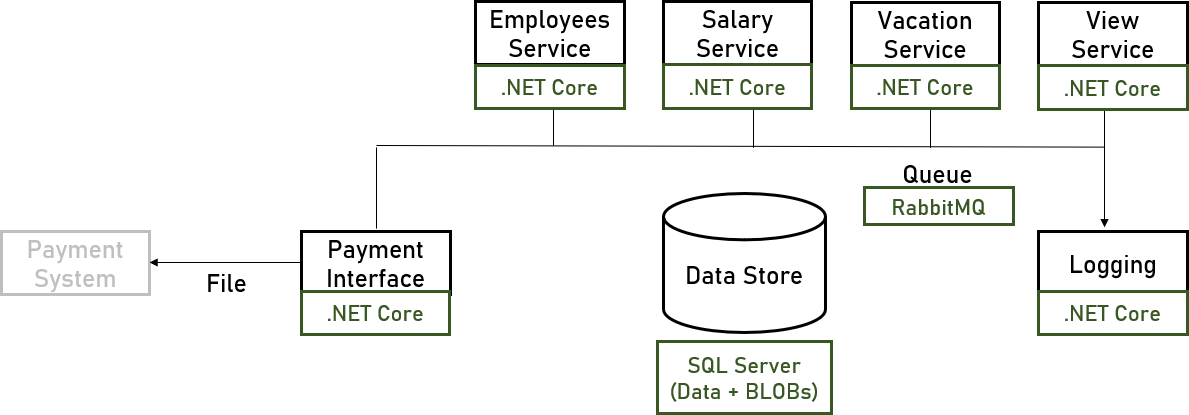 Employees
Service
.NET Core
Salary
Service
.NET Core
Vacation
Service
.NET Core
View
Service
.NET Core
Queue
RabbitMQ
Payment
System
File
Payment
Interface
.NET Core
Data Store
SQL Server
(Data + BLOBs)
Logging
.NET Core